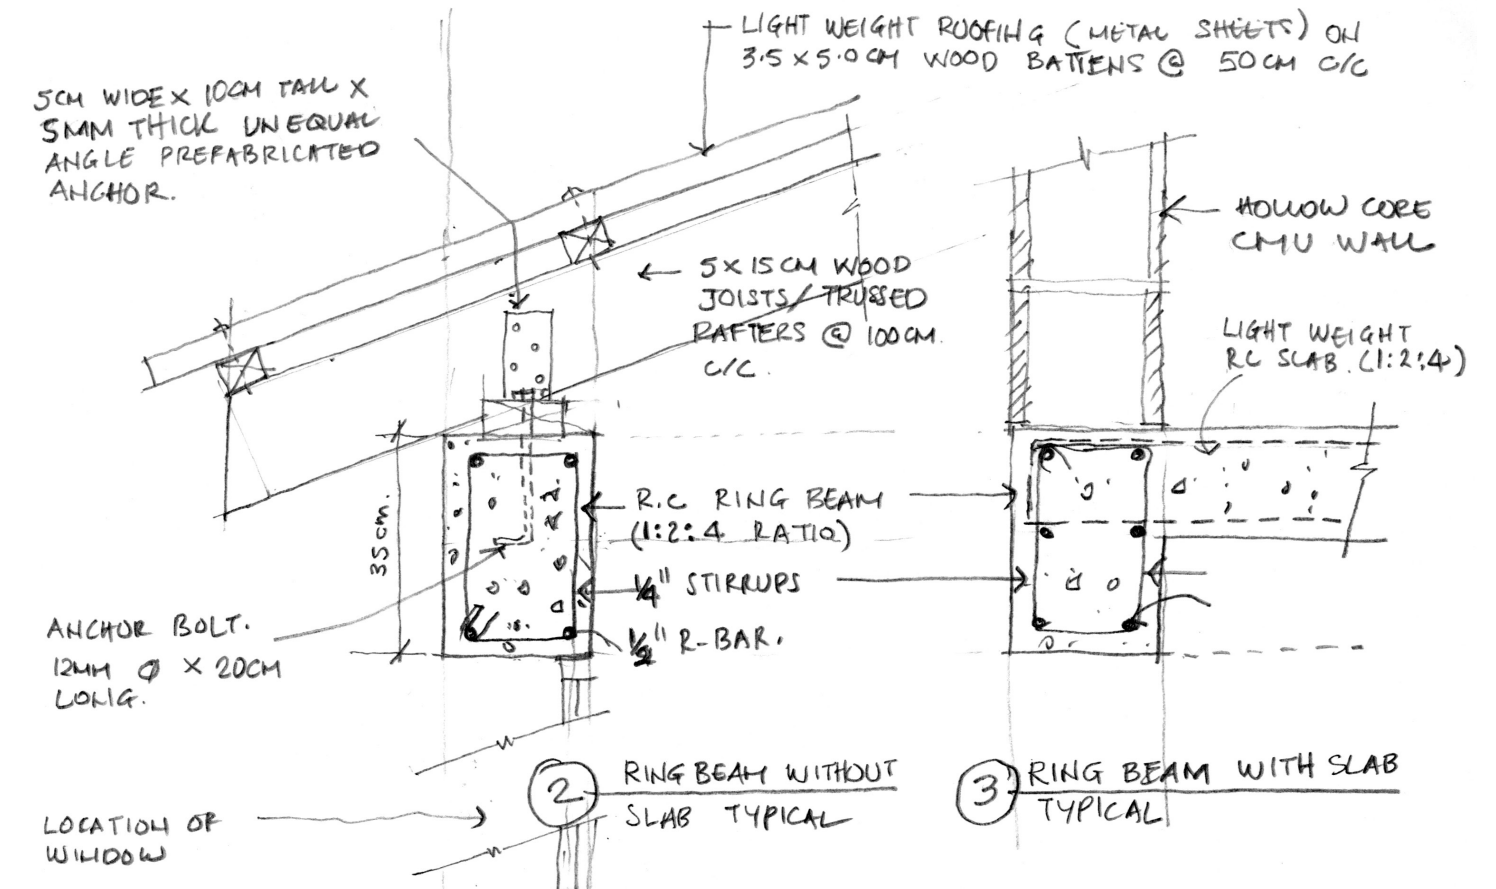 LIGHT WEIGHT ROOFING (METAL SHEETS) ON
3.5 X 5.0 CM WOOD BATTENS @ 50 CM C/C
5CM WIDE X 10CM TALL X
5MM THICK UNEQUAL
ANGLE PREFABRICATED
ANCHOR.
HOLLOW CORE
CMU WALL
5 X 15 CM WOOD
JOISTS / TRUSSED
RAFTERS @ 100CM.
C/C.
LIGHT WEIGHT
RC SLAB. (1:2:4)
35cm.
R.C RING BEAM
(1:2:4 RATIO)
1/4" STIRRUPS
1/2" R-BAR.
ANCHOR BOLT.
12MM Ø X 20CM
LONG.
2
RING BEAM WITHOUT
SLAB TYPICAL
3
RING BEAM WITH SLAB
TYPICAL
LOCATION OF
WINDOW